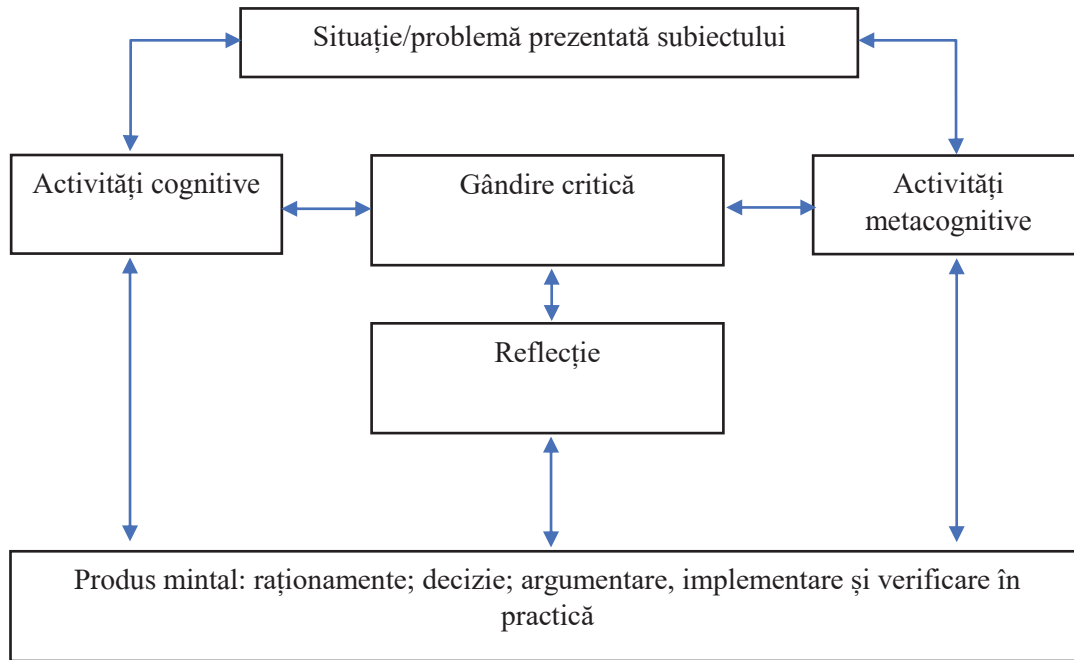 Situație/problemă prezentată subiectului
Activități cognitive
Gândire critică
Activități
metacognitive
Reflecție
Produs mintal: raționamente; decizie; argumentare, implementare și verificare în
practică